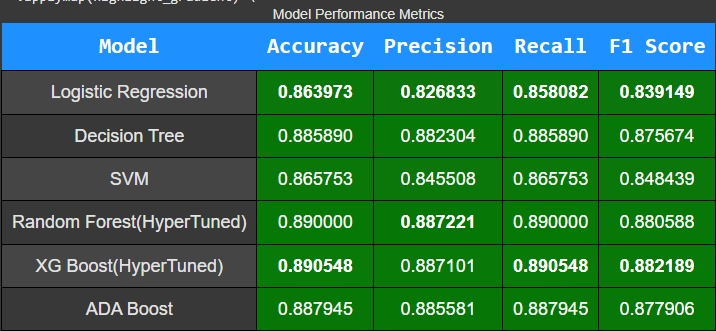 Model Performance Metrics
Model Accuracy Precision Recall F1 Score
Logistic Regression 0.863973 0.826833 0.858082 0.839149
Decision Tree 0.885890 0.882304 0.885890 0.875674
SVM 0.865753 0.845508 0.865753 0.848439
Random Forest(HyperTuned) 0.890000 0.887221 0.890000 0.880588
XG Boost(HyperTuned) 0.890548 0.887101 0.890548 0.882189
ADA Boost 0.887945 0.885581 0.887945 0.877906